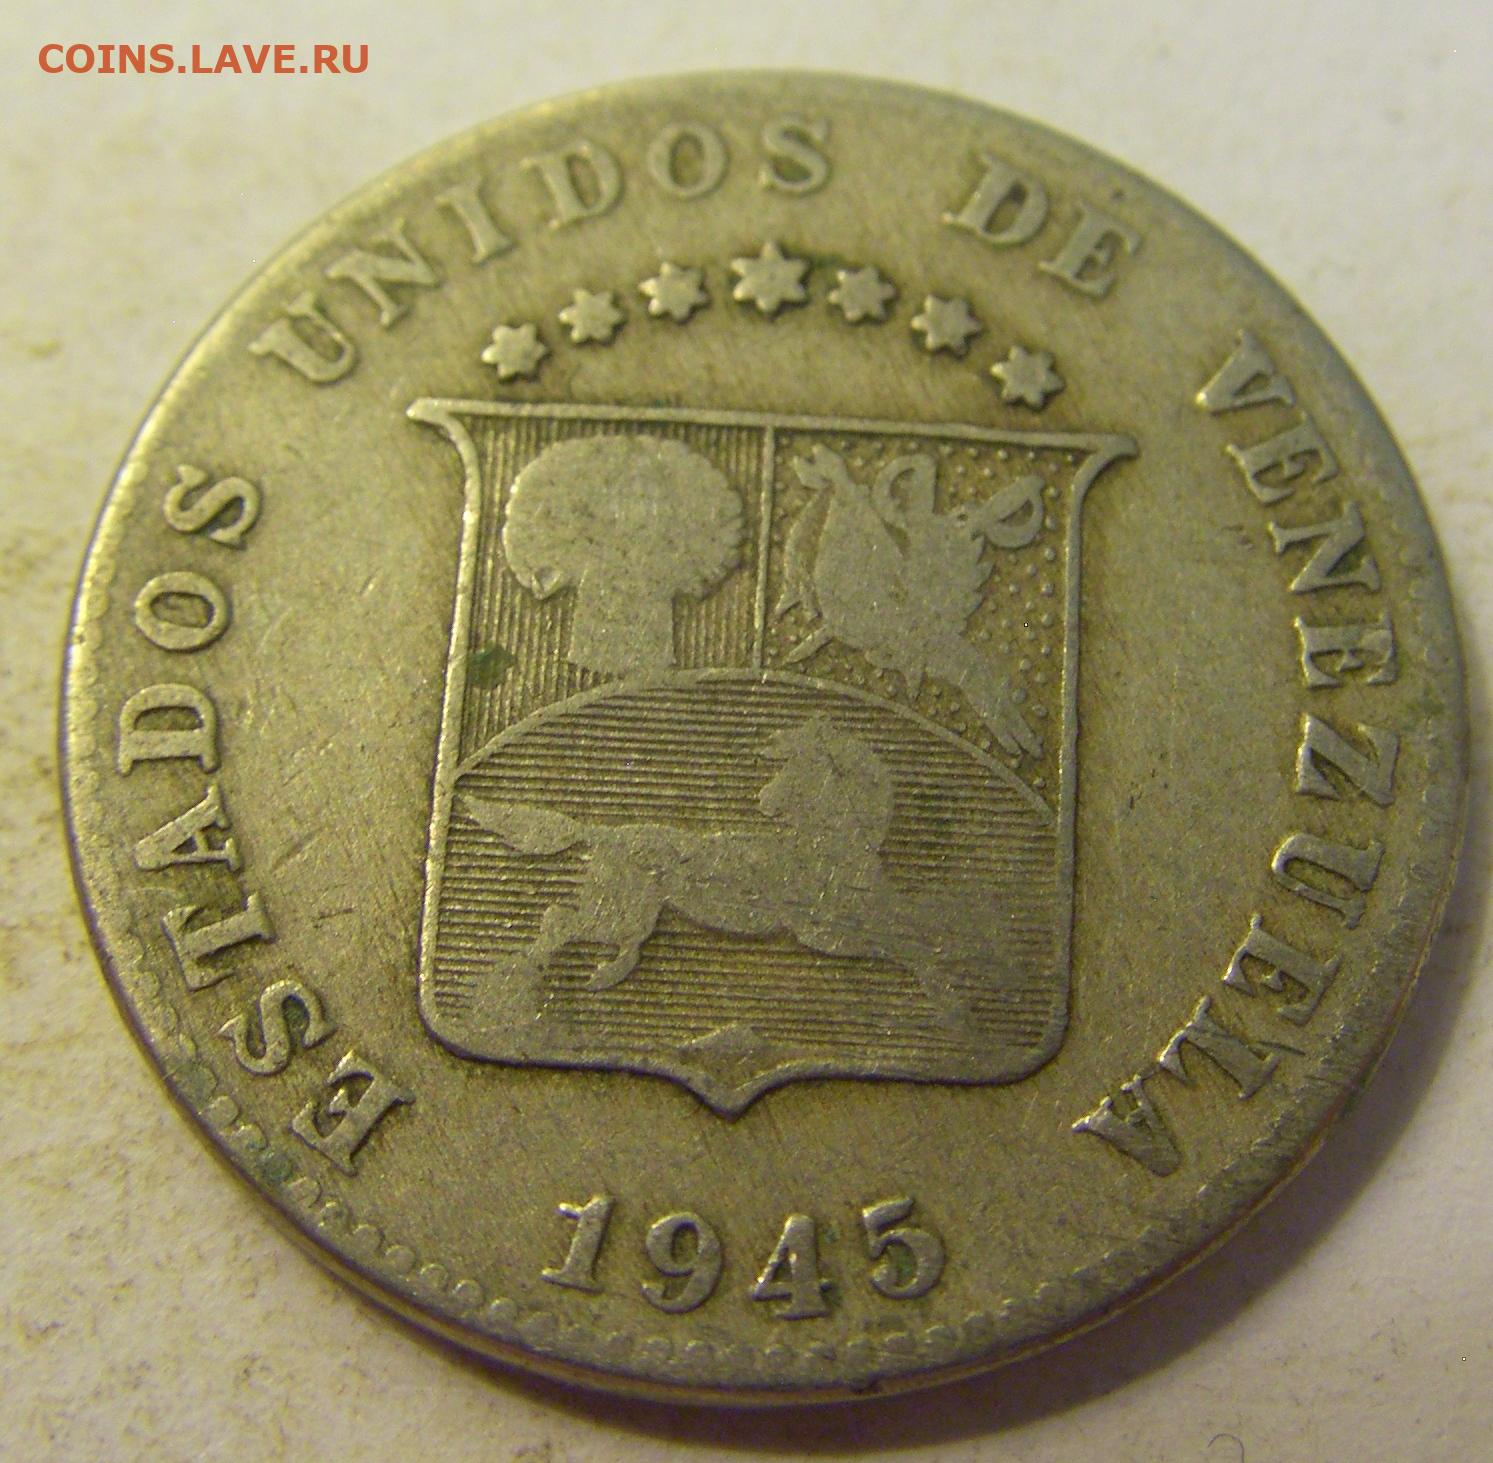 COINS.LAVE.RU
ESTADOS UNIDOS DE VENEZUELA
1945